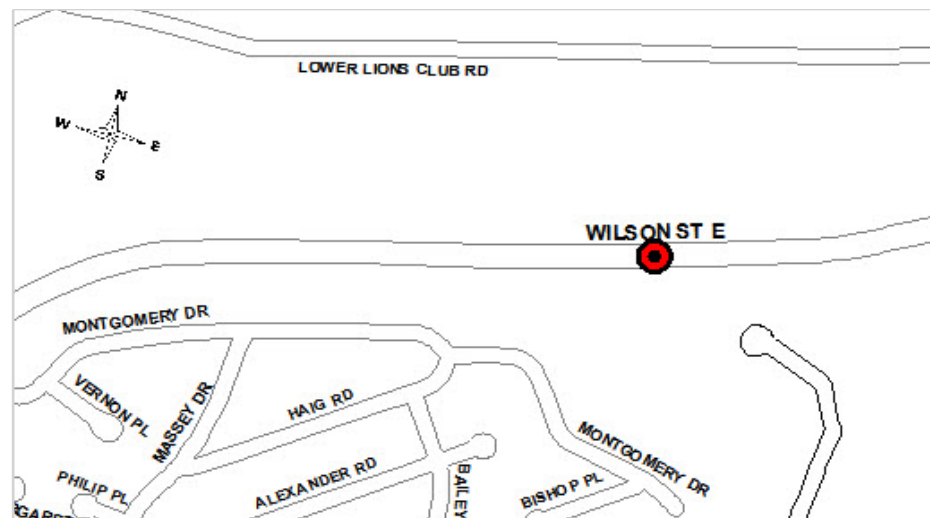 LOWER LIONS CLUB RD
N
W
E
S
WILSON ST E
MONTGOMERY DR
VERNON PL
MASSEY DR
HAIG RD
MONTGOMERY DR
PHILIP PL
ALEXANDER RD
BAILEY
BISHOP PL